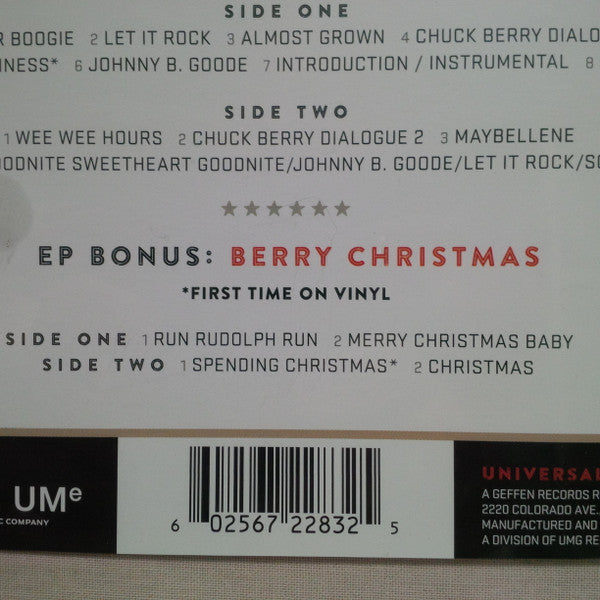 SIDE ONE
R BOOGIE 2 LET IT ROCK 3 ALMOST GROWN 4 CHUCK BERRY DIALO
INESS* 6 JOHNNY B. GOODE 7 INTRODUCTION / INSTRUMENTAL 8
SIDE TWO
1 WEE WEE HOURS 2 CHUCK BERRY DIALOGUE 2 3 MAYBELLENE
OODNITE SWEETHEART GOODNITE/JOHNNY B. GOODE/LET IT ROCK/SC
EP BONUS: BERRY CHRISTMAS
*FIRST TIME ON VINYL
SIDE ONE 1 RUN RUDOLPH RUN 2 MERRY CHRISTMAS BABY
SIDE TWO 1 SPENDING CHRISTMAS* 2 CHRISTMAS
UMe
C COMPANY
6 02567 22832 5
UNIVERSAL
A GEFFEN RECORDS R
2220 COLORADO AVE.
MANUFACTURED AND
A DIVISION OF UMG RE